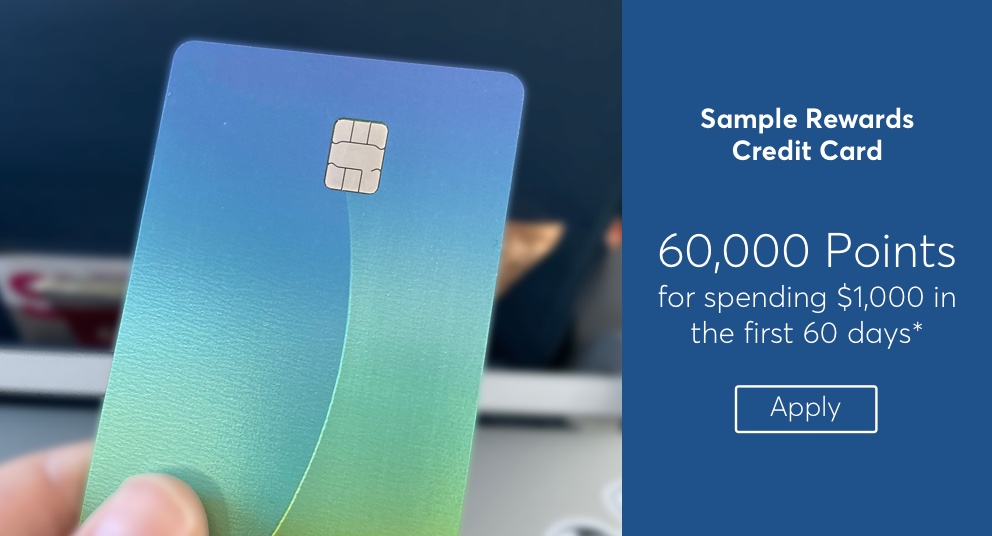 Sample Rewards
Credit Card
60,000 Points
for spending $1,000 in
the first 60 days*
Apply